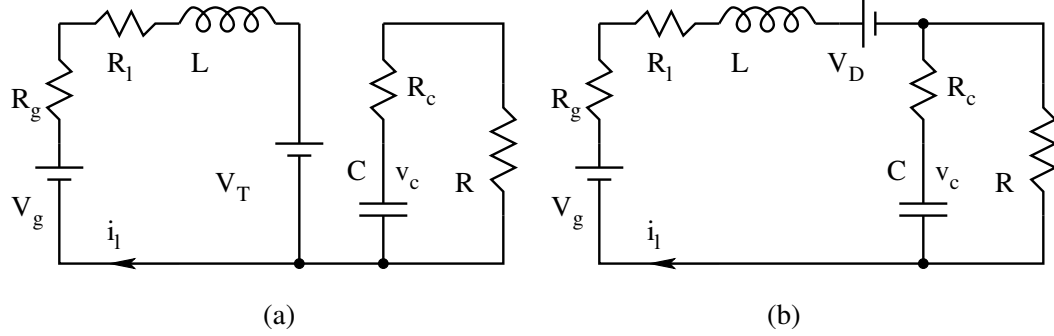 R_l L
R_g
R_c
V_g
V_T
C v_c
R
i_l
(a)
R_l L V_D
R_g
R_c
V_g
C v_c
R
i_l
(b)